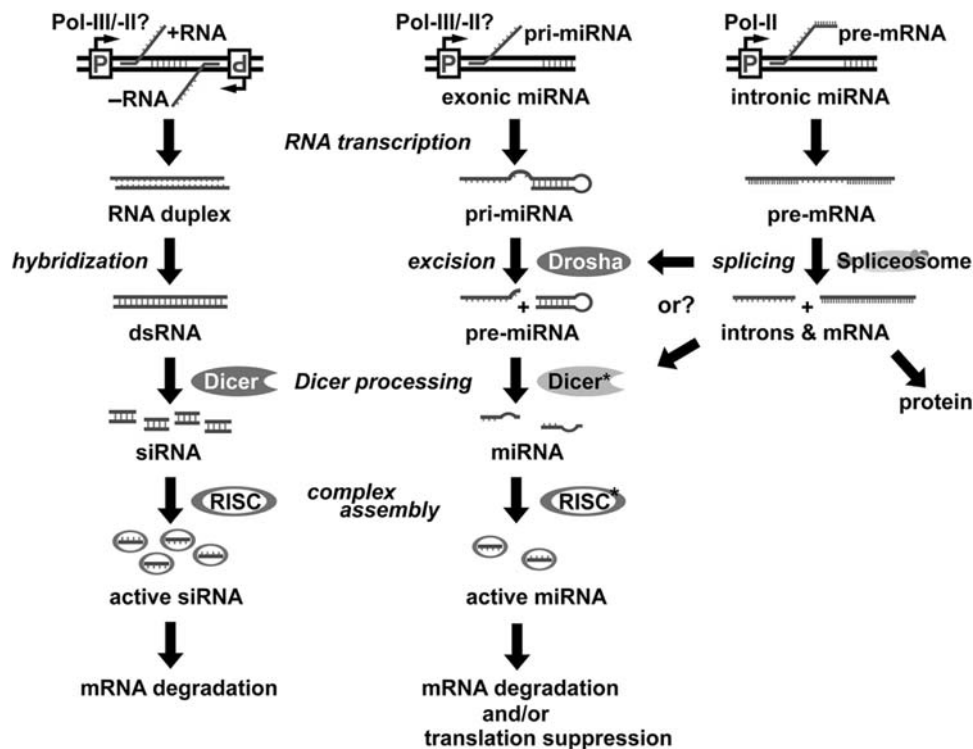 Pol-III/-II?
+RNA
P
P
–RNA
Pol-III/-II?
pri-miRNA
P
exonic miRNA
Pol-II
pre-mRNA
P
intronic miRNA
RNA transcription
RNA duplex
pri-miRNA
pre-mRNA
hybridization
excision
Drosha
splicing
Spliceosome
dsRNA
+
pre-miRNA
or?
+
introns & mRNA
Dicer
Dicer processing
Dicer*
protein
siRNA
miRNA
RISC
complex
assembly
RISC*
active siRNA
active miRNA
mRNA degradation
mRNA degradation
and/or
translation suppression